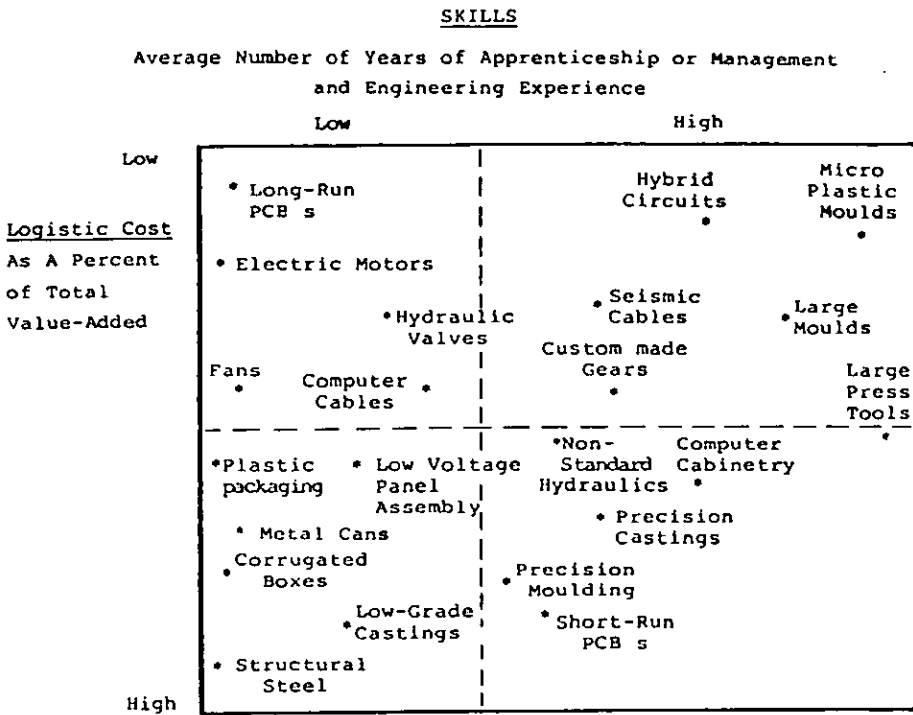 SKILLS
Average Number of Years of Apprenticeship or Management
and Engineering Experience
Low
High
Low
Logistic Cost
As A Percent
of Total
Value-Added
Long-Run
PCB s
Hybrid
Circuits
Micro
Plastic
Moulds
Electric Motors
Hydraulic
Valves
Seismic
Cables
Large
Moulds
Fans
Computer
Cables
Custom made
Gears
Large
Press
Tools
Plastic
packaging
Low Voltage
Panel
Assembly
Non-
Standard
Hydraulics
Computer
Cabinetry
Metal Cans
Precision
Castings
Corrugated
Boxes
Precision
Moulding
Low-Grade
Castings
Short-Run
PCB s
Structural
Steel
High